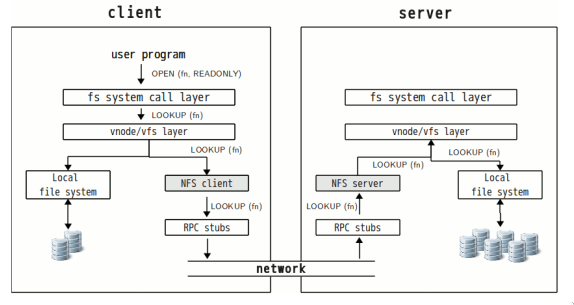 client
server
user program
OPEN (fn, READONLY)
fs system call layer
fs system call layer
LOOKUP (fn)
vnode/vfs layer
vnode/vfs layer
LOOKUP (fn)
LOOKUP (fn)
LOOKUP (fn)
Local
file system
NFS client
NFS server
Local
file system
LOOKUP (fn)
LOOKUP (fn)
RPC stubs
RPC stubs
network